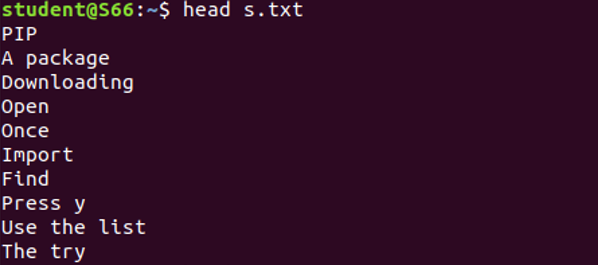 student@S66:~$ head s.txt
PIP
A package
Downloading
Open
Once
Import
Find
Press y
Use the list
The try